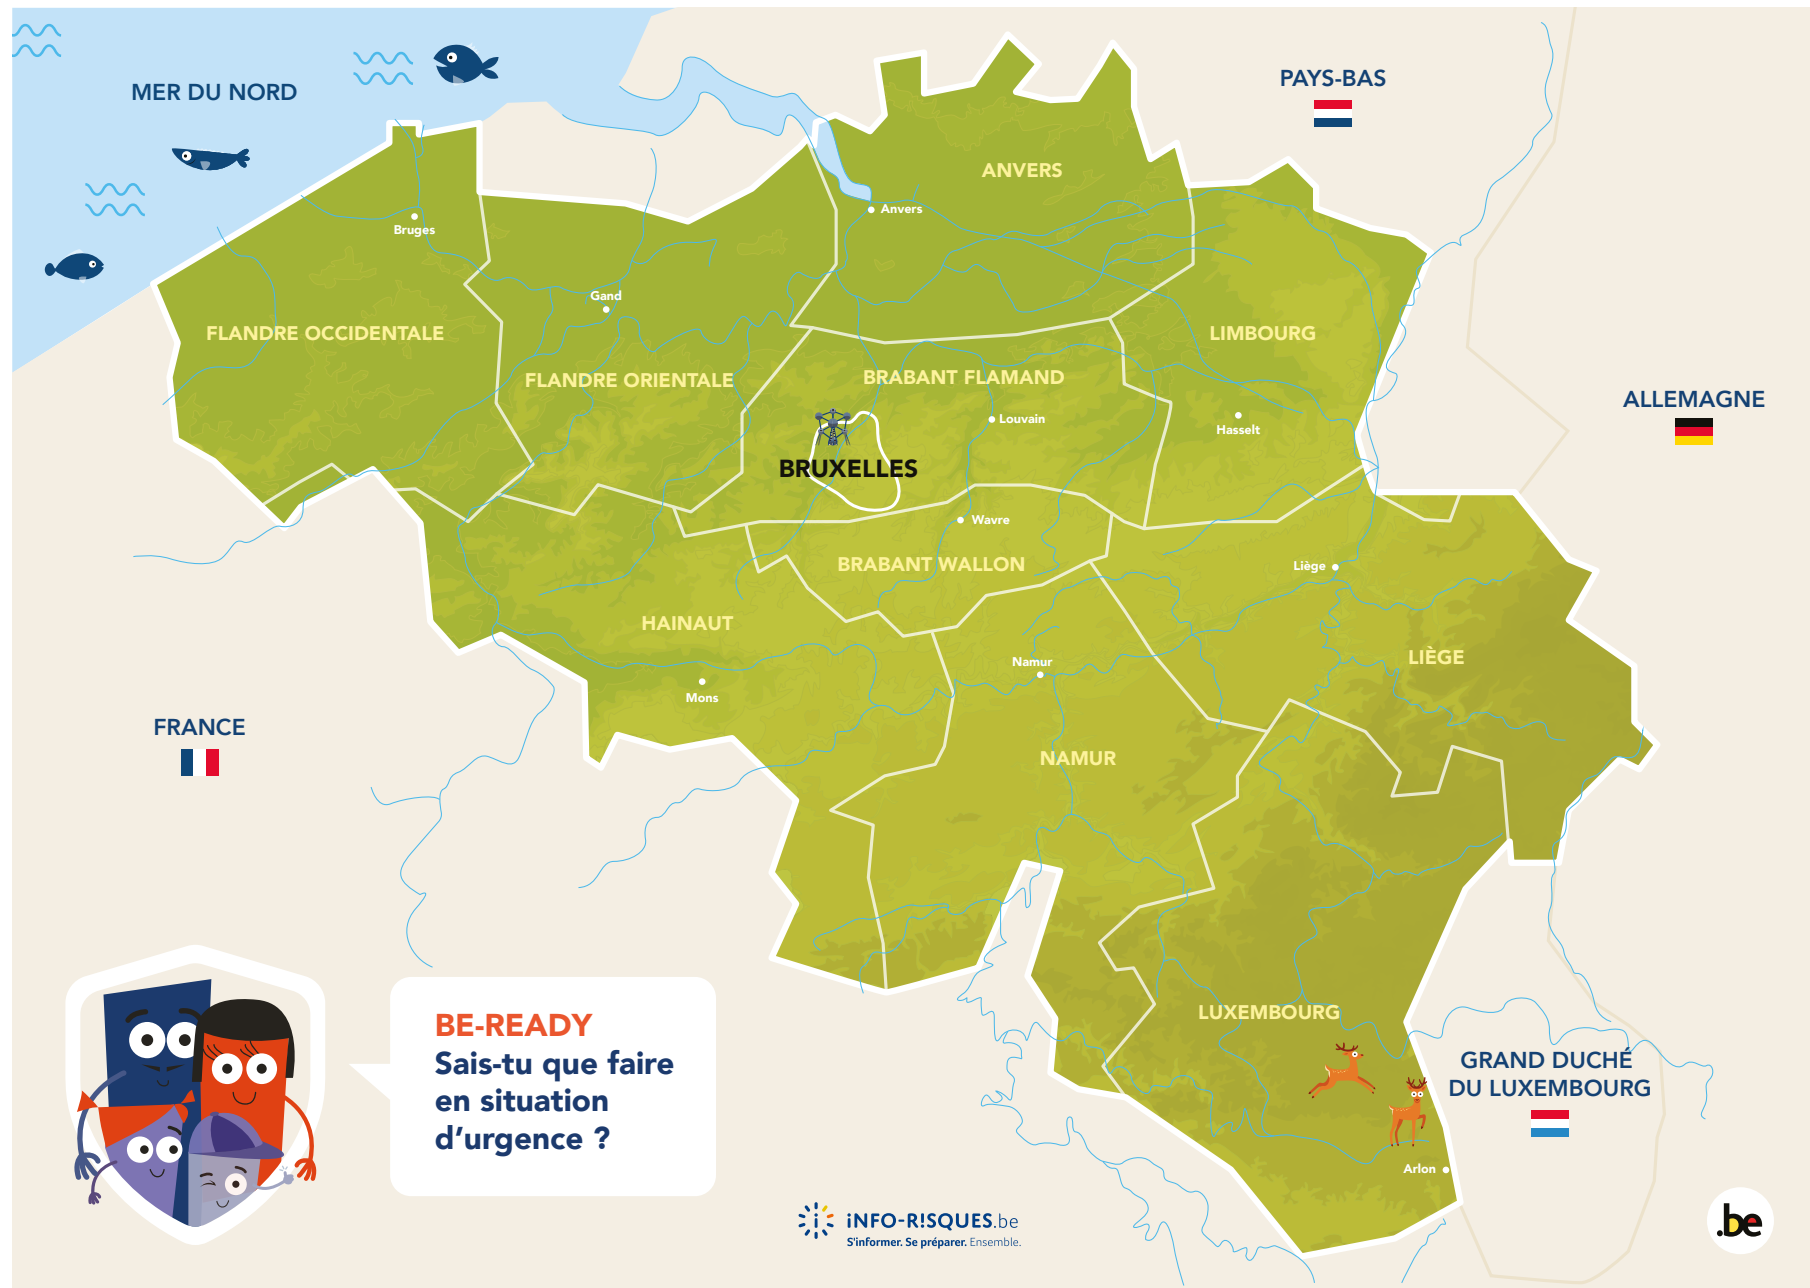 MER DU NORD
PAYS-BAS
ANVERS
Anvers
Bruges
Gand
FLANDRE OCCIDENTALE
LIMBOURG
FLANDRE ORIENTALE
BRABANT FLAMAND
ALLEMAGNE
Louvain
Hasselt
BRUXELLES
Wavre
BRABANT WALLON
Liège
HAINAUT
LIÈGE
Namur
Mons
FRANCE
NAMUR
LUXEMBOURG
GRAND DUCHÉ
DU LUXEMBOURG
Arlon
BE-READY
Sais-tu que faire
en situation
d’urgence ?
iNFO-R!SQUES.be
S'informer. Se préparer. Ensemble.
.be